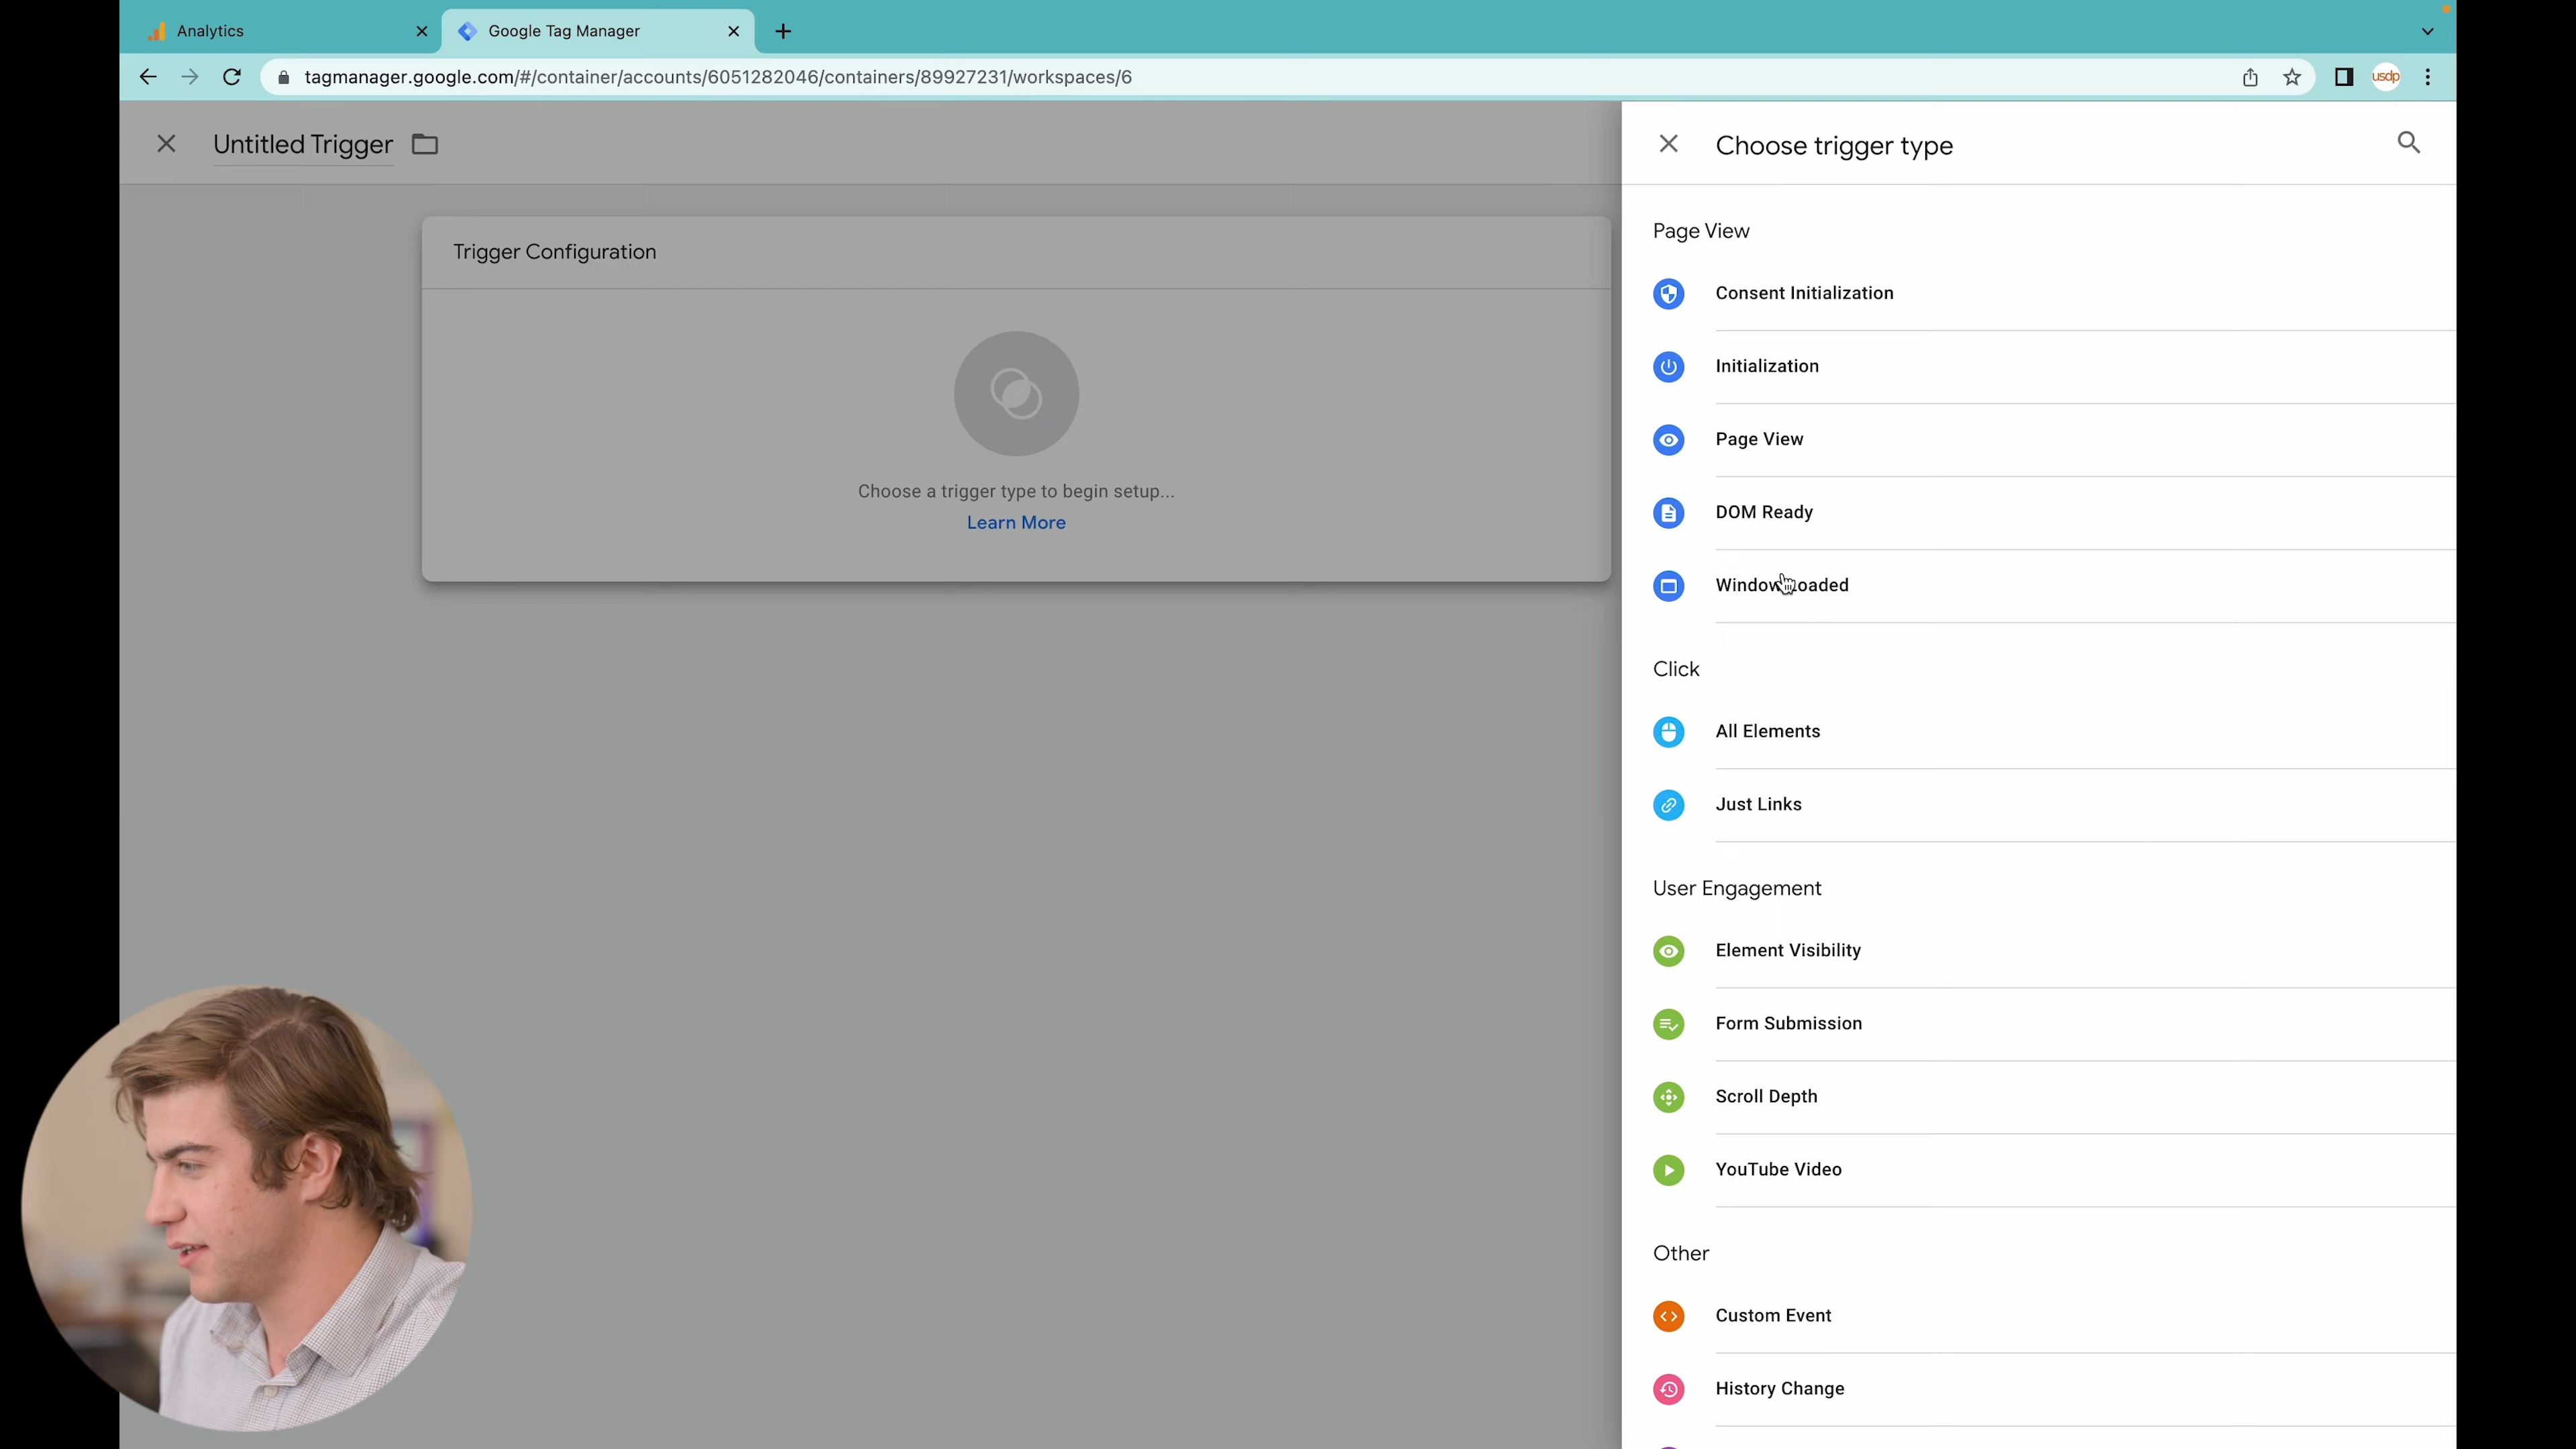 Analytics
Google Tag Manager
tagmanager.google.com/#/container/accounts/6051282046/containers/89927231/workspaces/6
usdp
Untitled Trigger
Choose trigger type
Trigger Configuration
Choose a trigger type to begin setup...
Learn More
Page View
Consent Initialization
Initialization
Page View
DOM Ready
Window Loaded
Click
All Elements
Just Links
User Engagement
Element Visibility
Form Submission
Scroll Depth
YouTube Video
Other
Custom Event
History Change